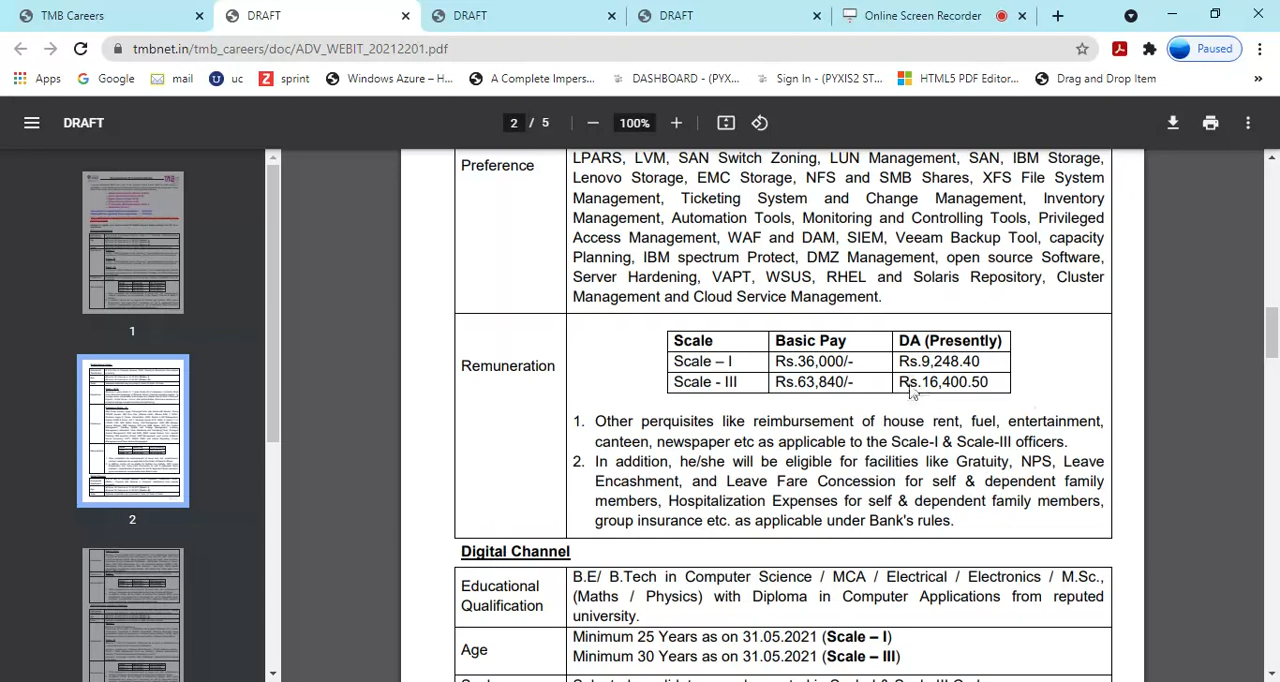 TMB Careers
DRAFT
DRAFT
DRAFT
Online Screen Recorder
tmbnet.in/tmb_careers/doc/ADV_WEBIT_20212201.pdf
Paused
Apps
Google
mail
uc
sprint
Windows Azure – H...
A Complete Impers...
DASHBOARD - (PYX...
Sign In - (PYXIS2 ST...
HTML5 PDF Editor...
Drag and Drop Item
DRAFT
2 / 5
100%
1
2
Preference
LPARS, LVM, SAN Switch Zoning, LUN Management, SAN, IBM Storage,
Storage, EMC Storage, VFS and SMB Share, XFS File System
Management, Ticketing System for Change Management, Inventory
Management, Automation Tools, Monitoring and Controlling Tools, Privileged
Access Management, WAF and DAM, SIEM, Veeam Backup Tool, capacity
Planning, IBM spectrum Protect, DMZ Management, open source Software,
Server Hardening, VAPT, WSUS, RHEL and Solaris Repository, Cluster
Management and Cloud Service Management.
Remuneration
Scale Basic Pay DA (Presently)
Scale – I 000/- Rs.9,248.40
Scale - III Rs.63,840/- Rs.16,400.50
Other perquisites like reimbursement of house rent, fuel, entertainment,
canteen, newspaper etc as applicable to the Scale-I & Scale-III officers.
In addition, he/she will be eligible for facilities like Gratuity, NPS, Leave
Encashment, and Leave Fare Concession for self & dependent family
members, Hospitalization Expenses for self & dependent family members,
group insurance etc. as applicable under Bank's rules.
Digital Channel
Educational
Qualification
B.E/ B.Tech in Computer Science / IT / Electrical / Electronics / M.Sc.,
(Maths / Physics) with Diploma in Computer Applications from reputed
University
Age
Minimum 25 Years as on 31.05.2021 (Scale – I)
30 Years as on 31.05.2021 (Scale – III)